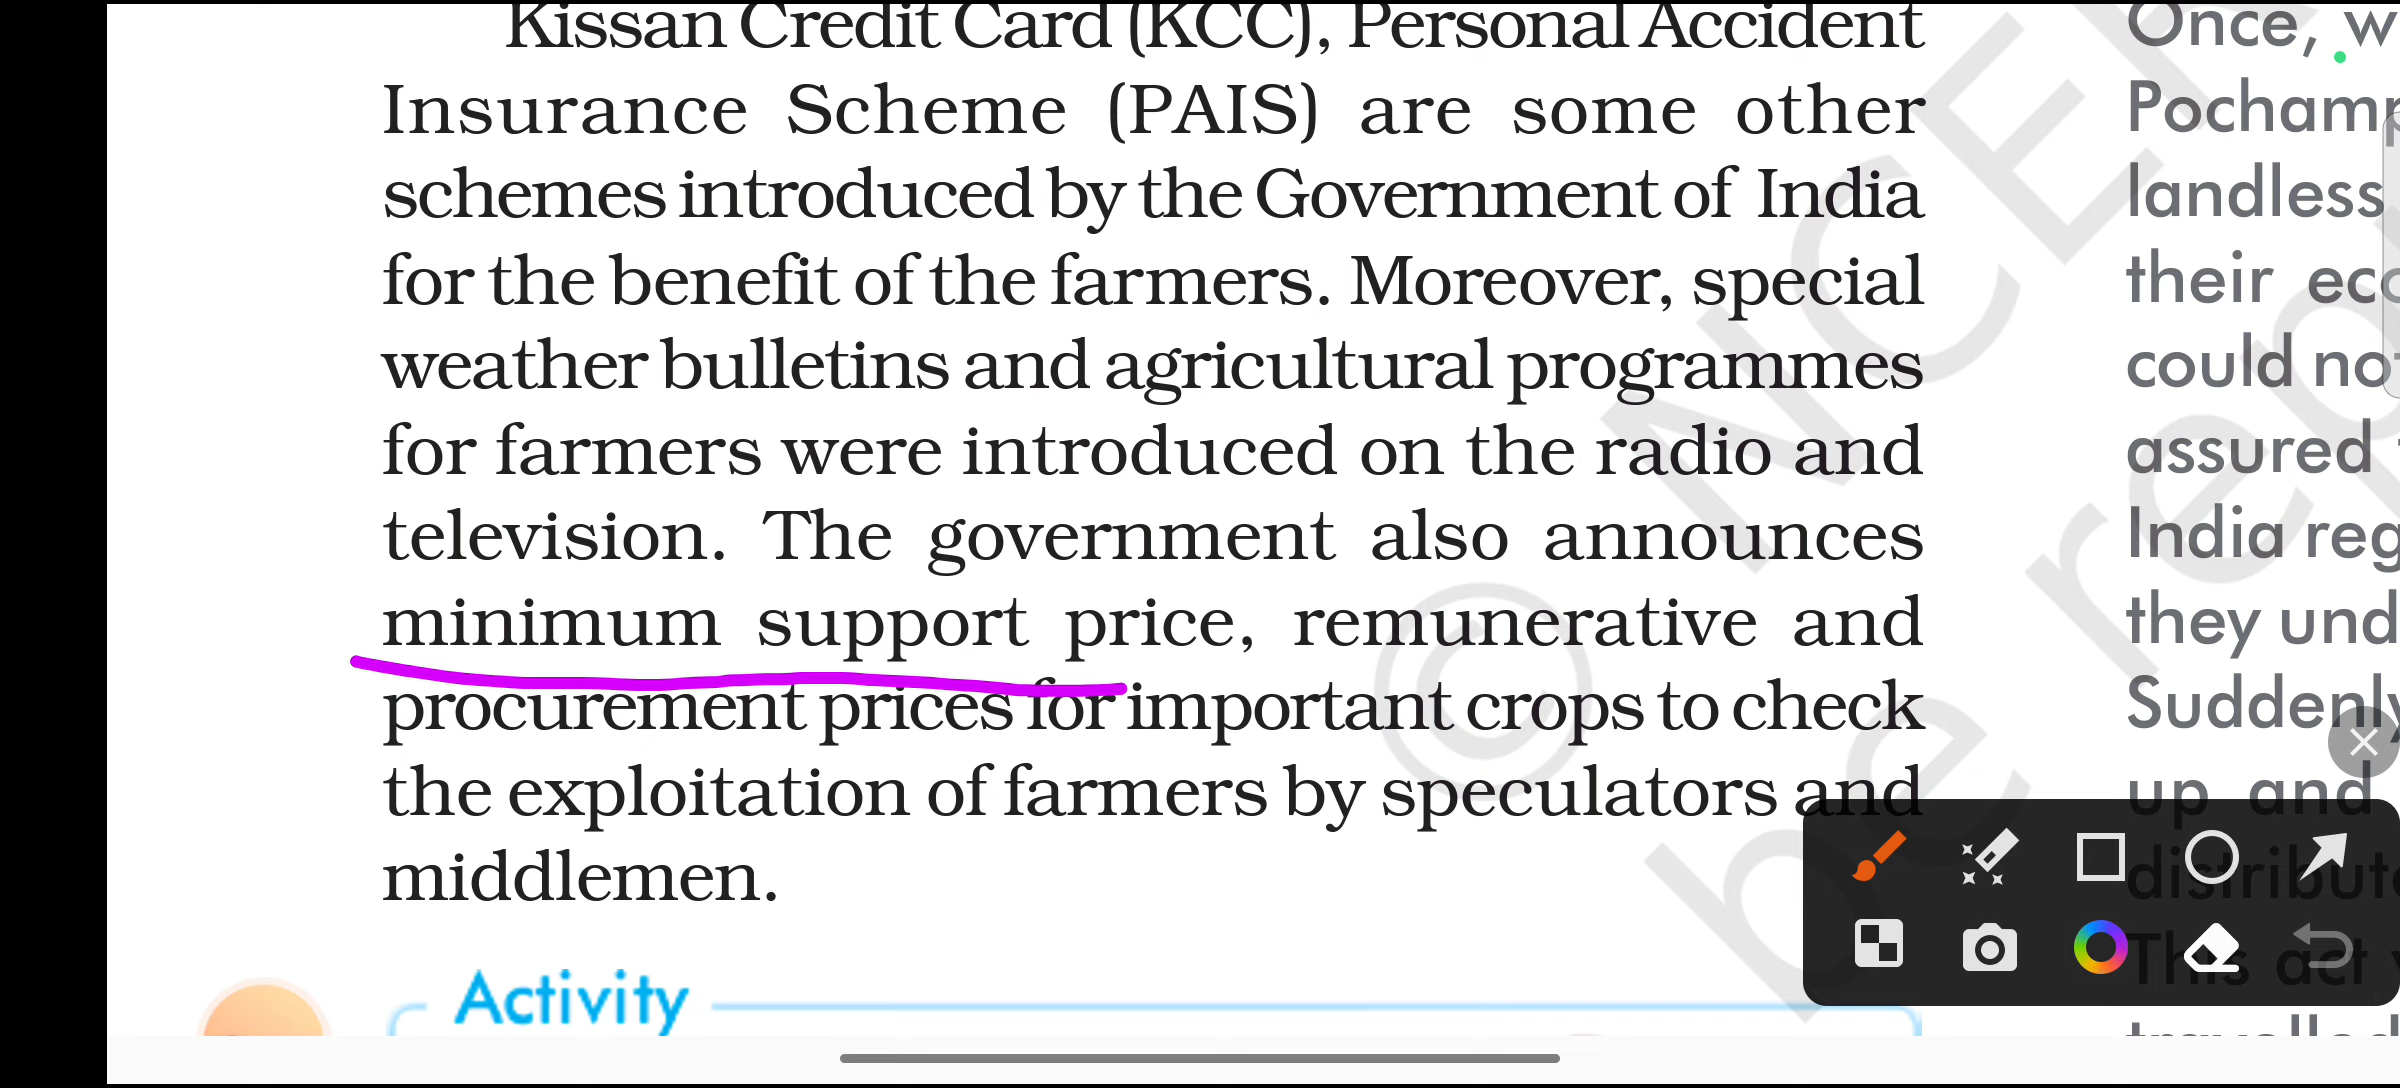 Kissan Credit Card (KCC), Personal Accident
Insurance Scheme (PAIS) are some other
schemes introduced by the Government of India
for the benefit of the farmers. Moreover, special
weather bulletins and agricultural programmes
for farmers were introduced on the radio and
television. The government also announces
minimum support price, remunerative and
procurement prices for important crops to check
the exploitation of farmers by speculators and
middlemen.
Activity
Once,
landless
their
could
assured
India
they
Suddenly
up and
This act
© NCER
be